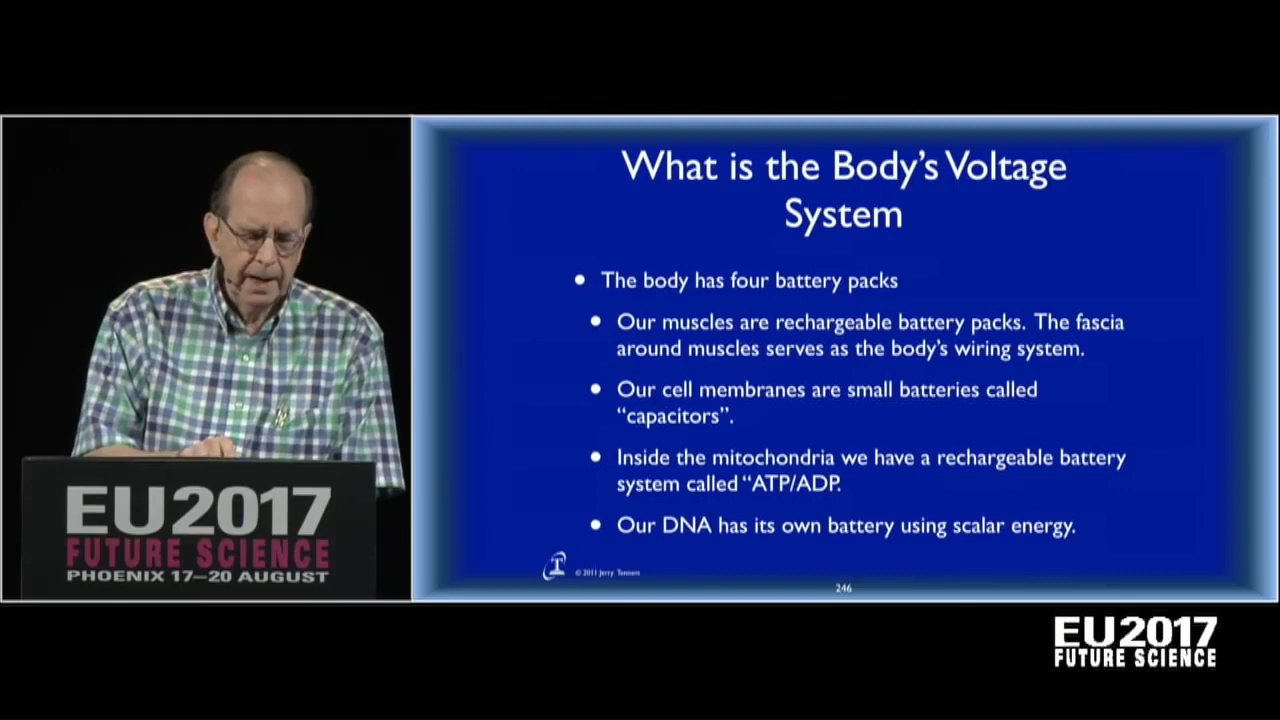 What is the Body's Voltage
System
The body has four battery packs
Our muscles are rechargeable battery packs. The fascia
around muscles serves as the body's wiring system.
Our cell membranes are small batteries called
"capacitors".
Inside the mitochondria we have a rechargeable battery
system called "ATP/ADP.
Our DNA has its own battery using scalar energy.
T
© 2011 Jerry Tennant
246
EU2017
FUTURE SCIENCE
PHOENIX 17–20 AUGUST
EU2017
FUTURE SCIENCE